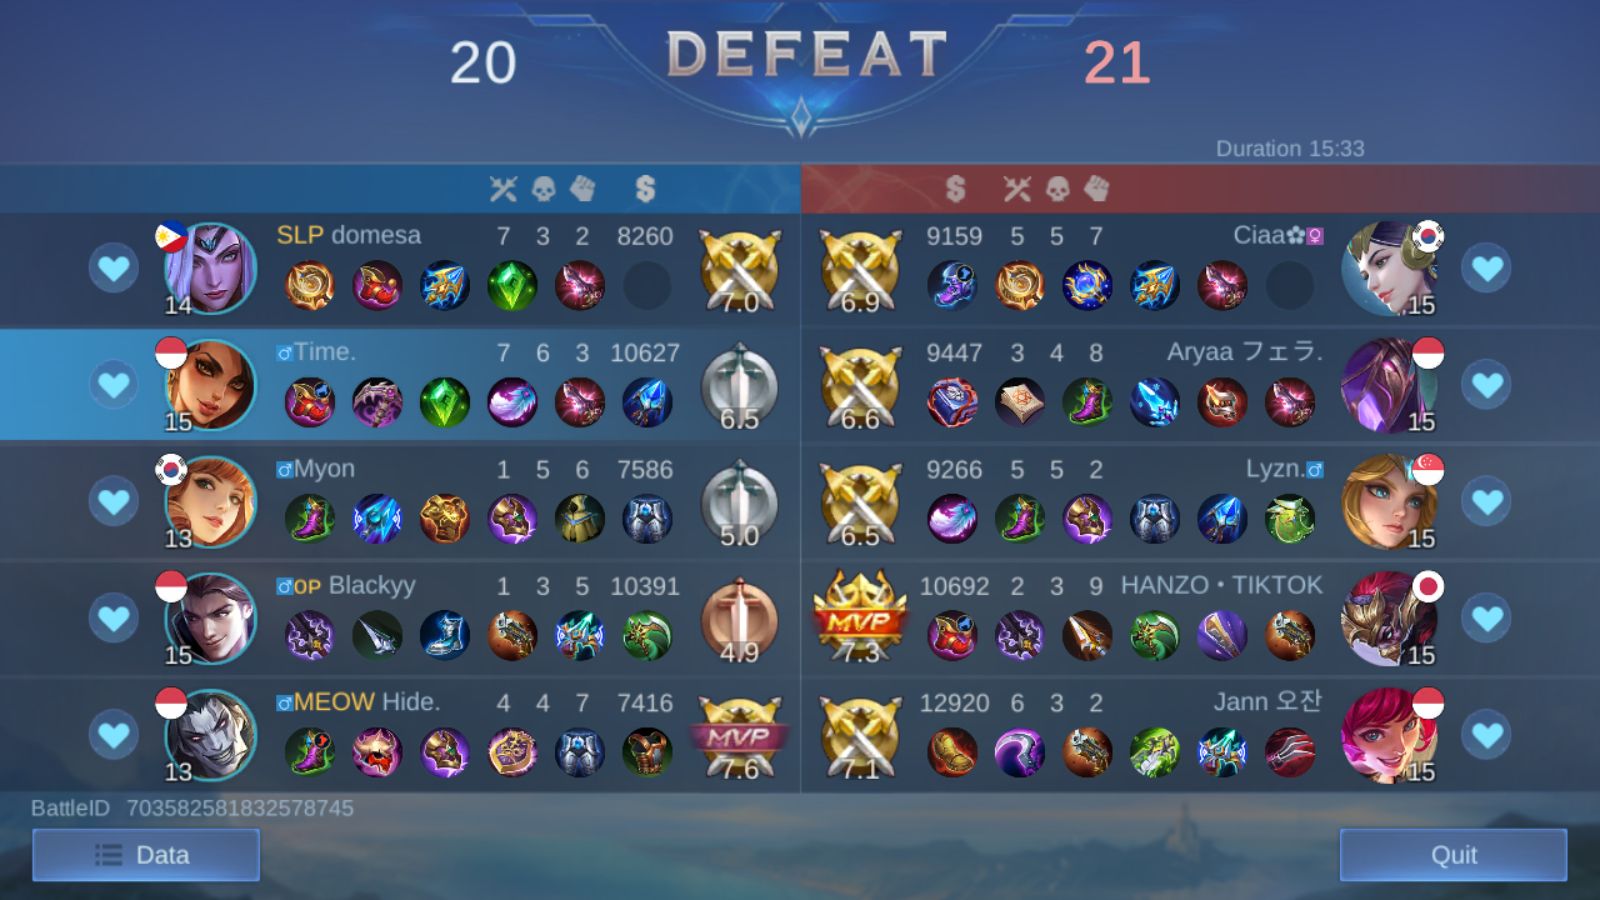 20 DEFEAT 21
Duration 15:33
SLP domesa 7 3 2 8260
14 7.0
9159 5 5 7 Ciaa✿♀
6.9 15
♂Time. 7 6 3 10627
15 6.5
9447 3 4 8 Aryaa フェラ.
6.6 15
♂Myon 1 5 6 7586
13 5.0
9266 5 5 2 Lyzn.♂
6.5 15
♂OP Blackyy 1 3 5 10391
15 4.9
10692 2 3 9 HANZO • TIKTOK
MVP 7.3 15
♂MEOW Hide. 4 4 7 7416
13 MVP 7.6
12920 6 3 2 Jann 오잔
7.1 15
BattleID 703582581832578745
Data
Quit